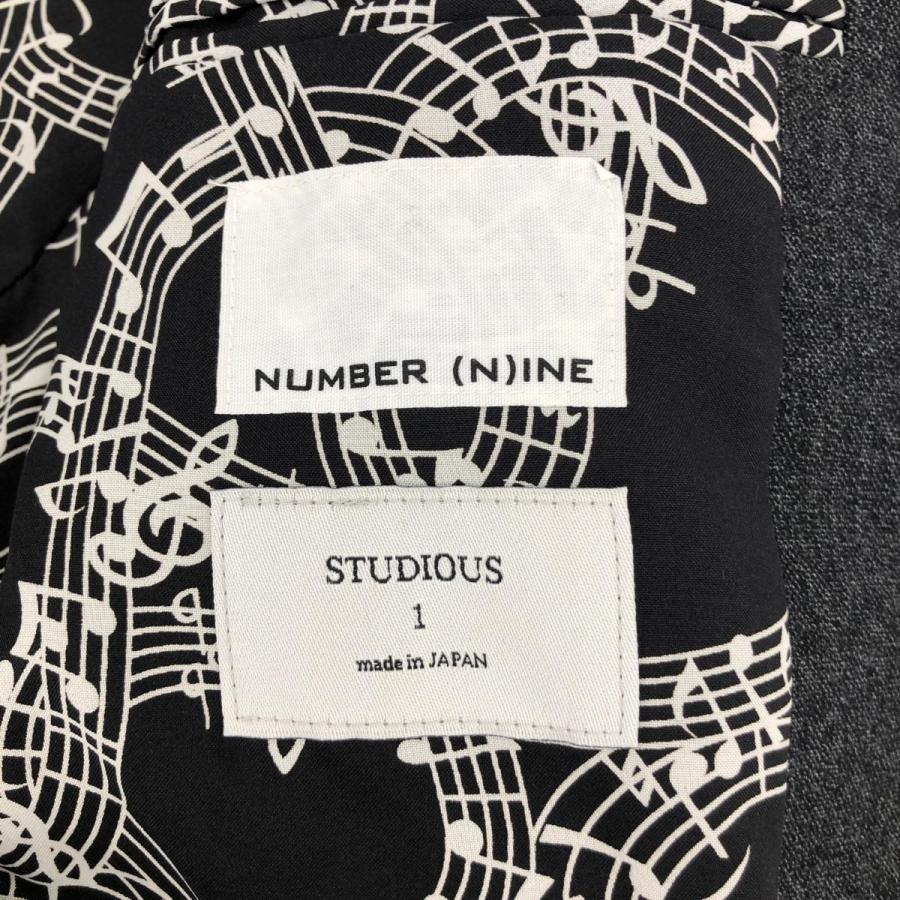 NUMBER (N)INE
STUDIOUS
1
made in JAPAN